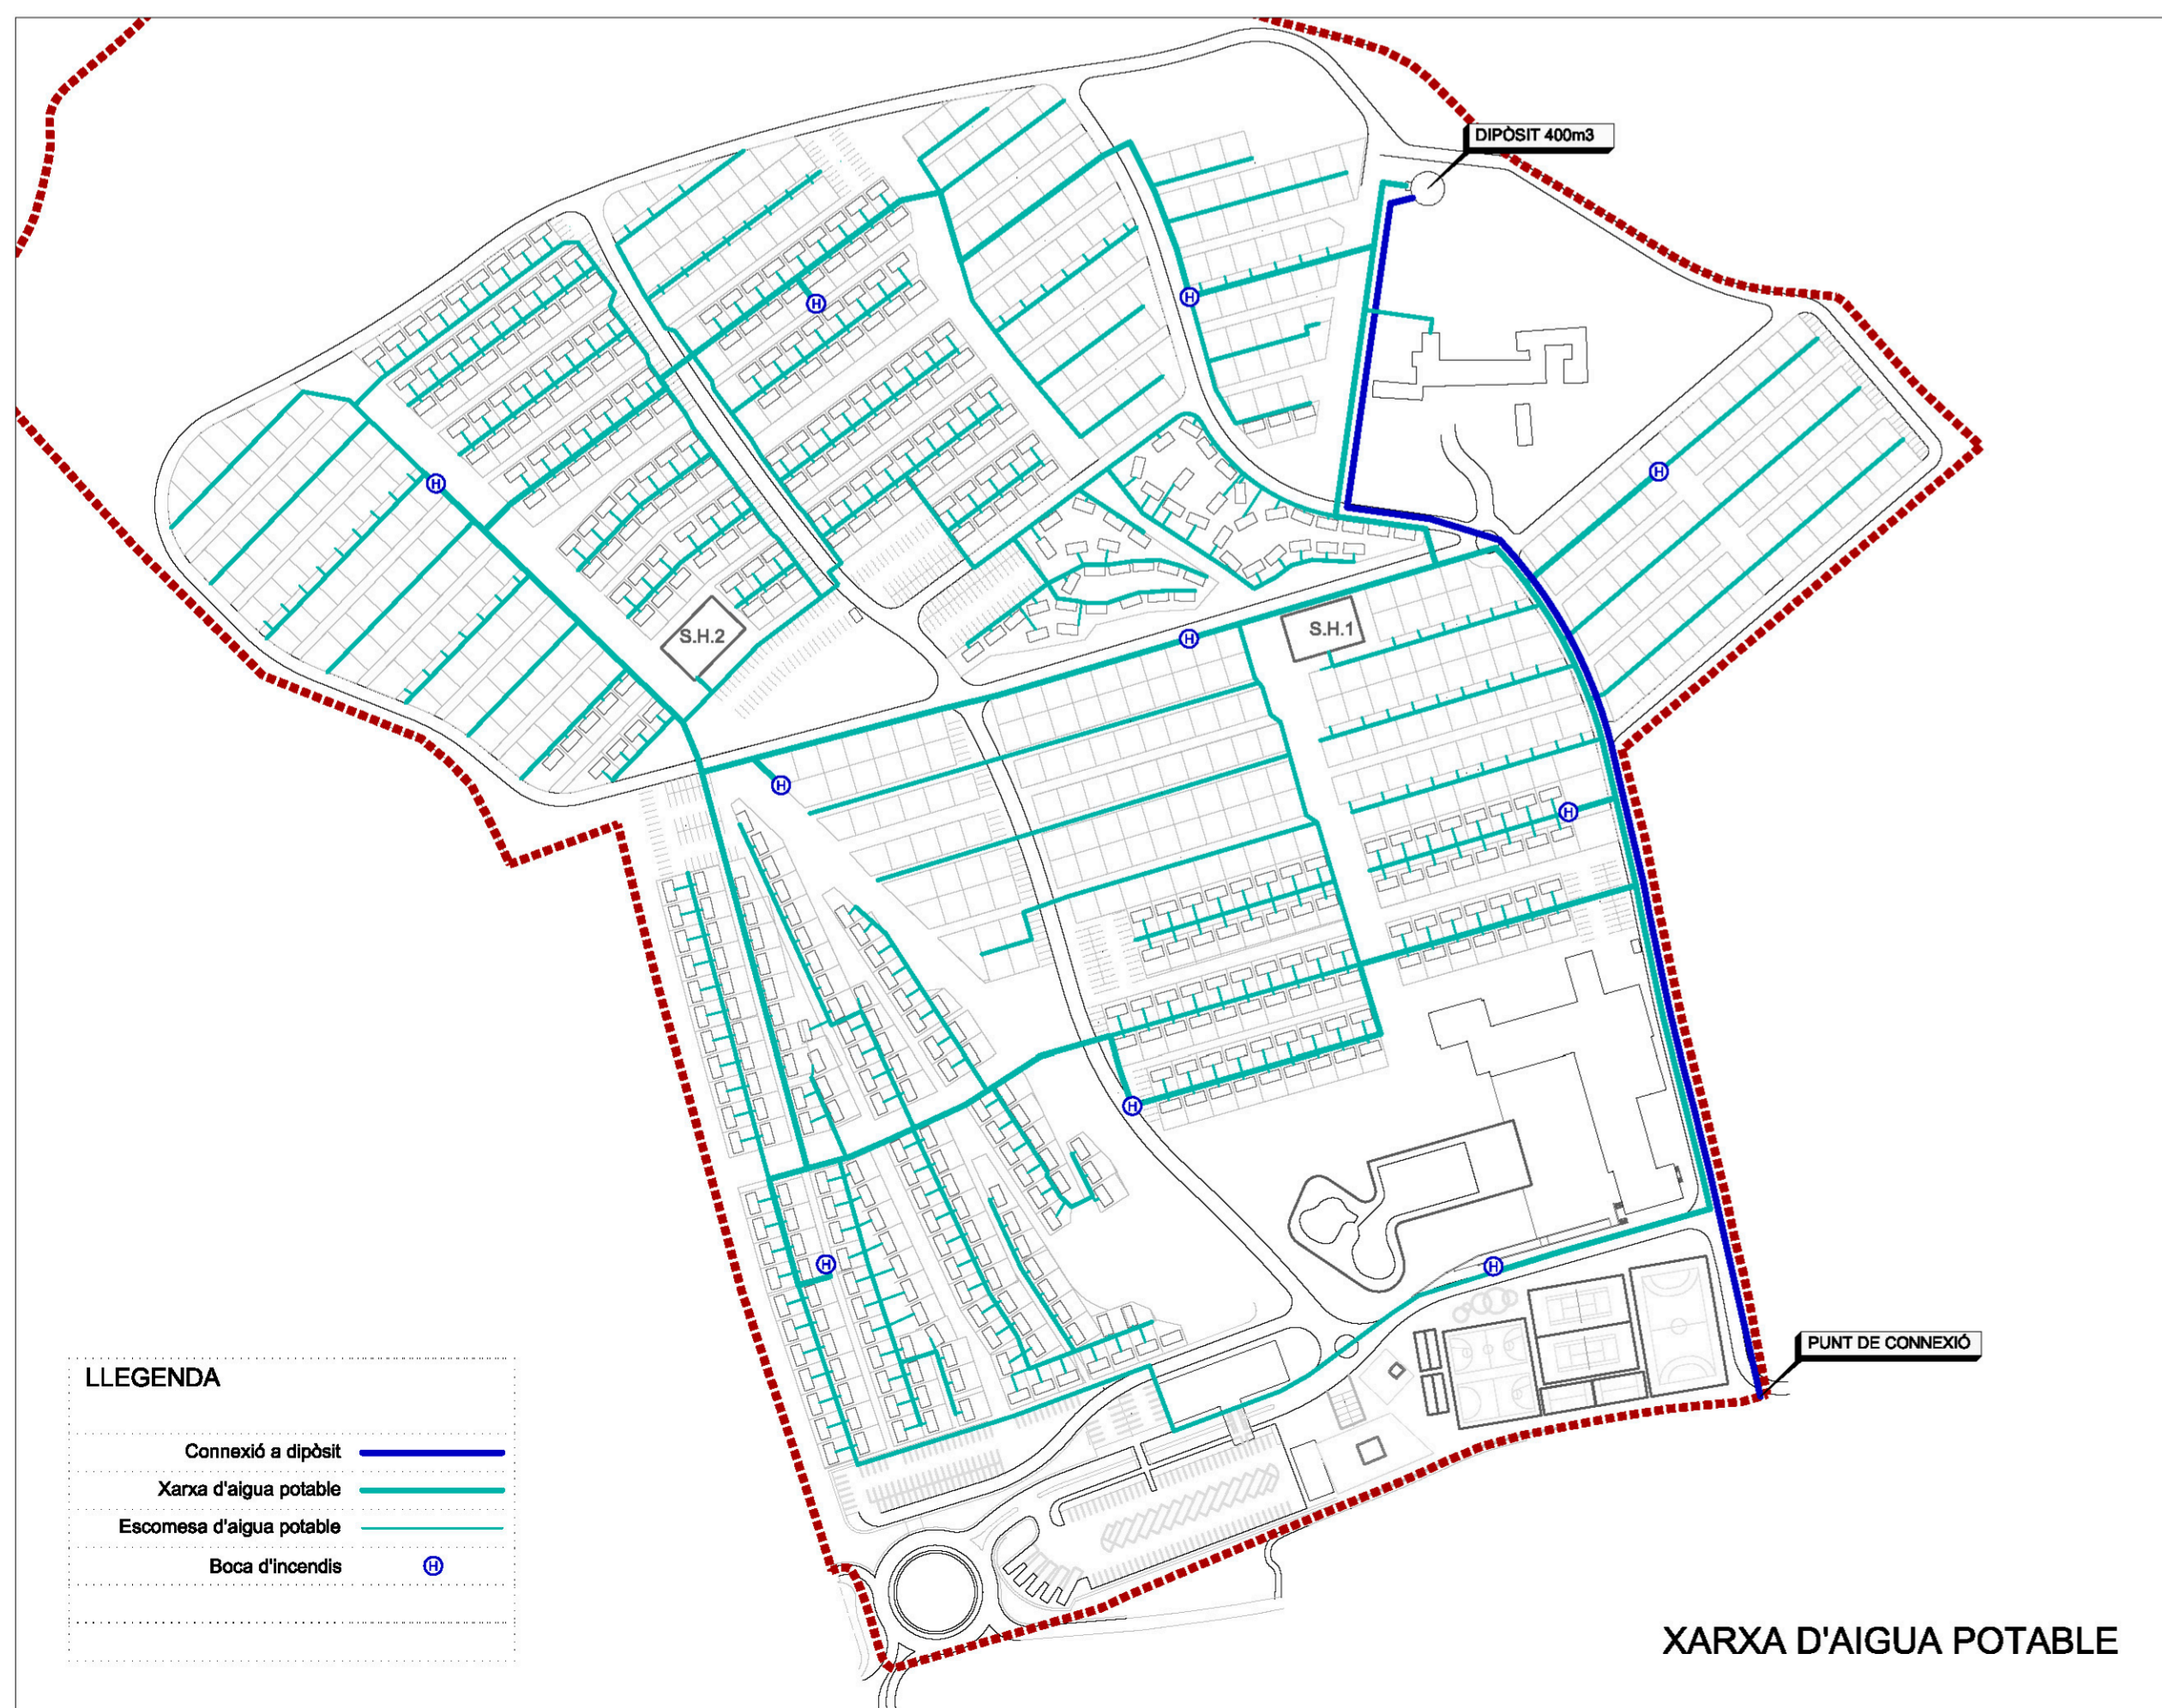 DIPÒSIT 400m3
H
H
H
H
S.H.2
S.H.1
H
H
H
H
H
H
PUNT DE CONNEXIÓ
LLEGENDA
Connexió a dipòsit
Xarxa d'aigua potable
Escomesa d'aigua potable
Boca d'incendis H
XARXA D'AIGUA POTABLE